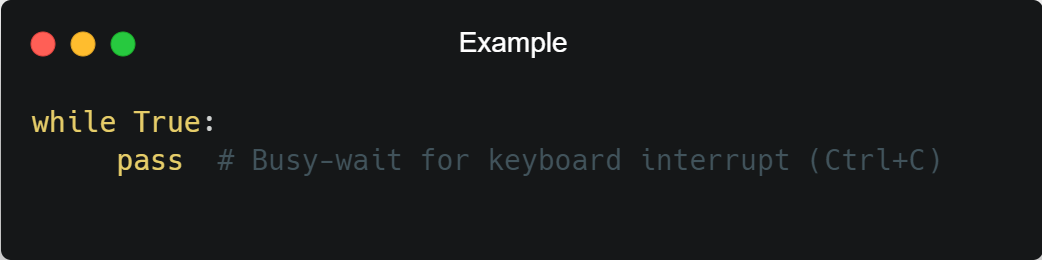 Example
while True:
     pass  # Busy-wait for keyboard interrupt (Ctrl+C)